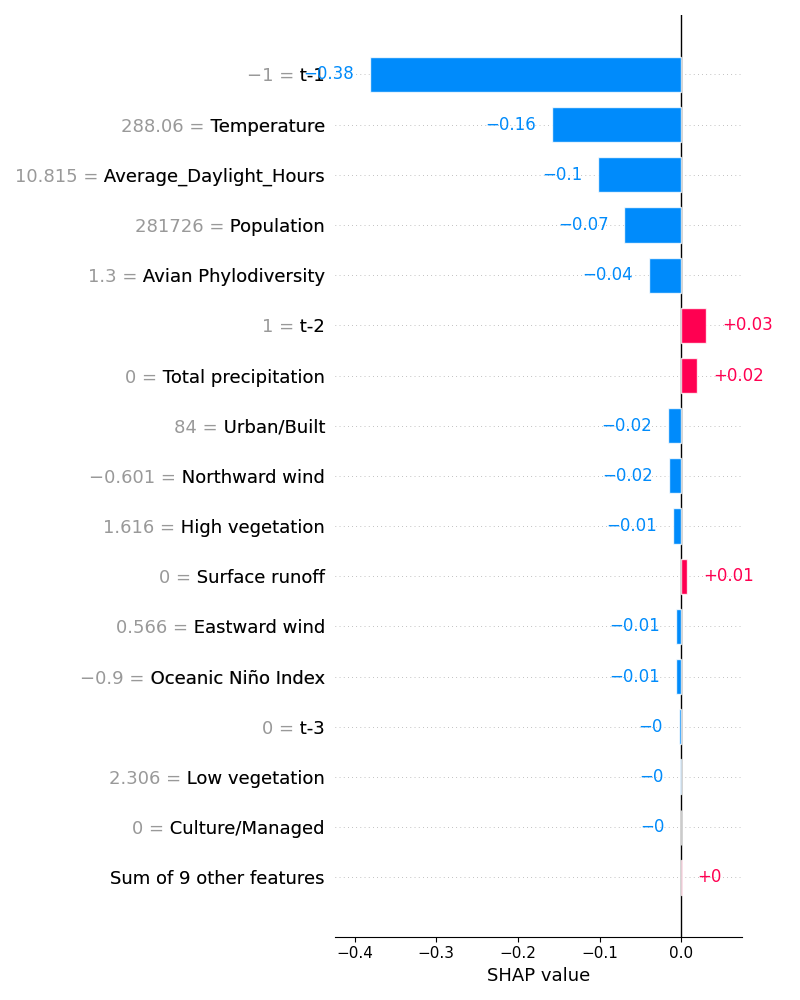 −1 = t-1 −0.38
288.06 = Temperature −0.16
10.815 = Average_Daylight_Hours −0.1
281726 = Population −0.07
1.3 = Avian Phylodiversity −0.04
1 = t-2 +0.03
0 = Total precipitation +0.02
84 = Urban/Built −0.02
−0.601 = Northward wind −0.02
1.616 = High vegetation −0.01
0 = Surface runoff +0.01
0.566 = Eastward wind −0.01
−0.9 = Oceanic Niño Index −0.01
0 = t-3 −0
2.306 = Low vegetation −0
0 = Culture/Managed −0
Sum of 9 other features +0
−0.4 −0.3 −0.2 −0.1 0.0
SHAP value